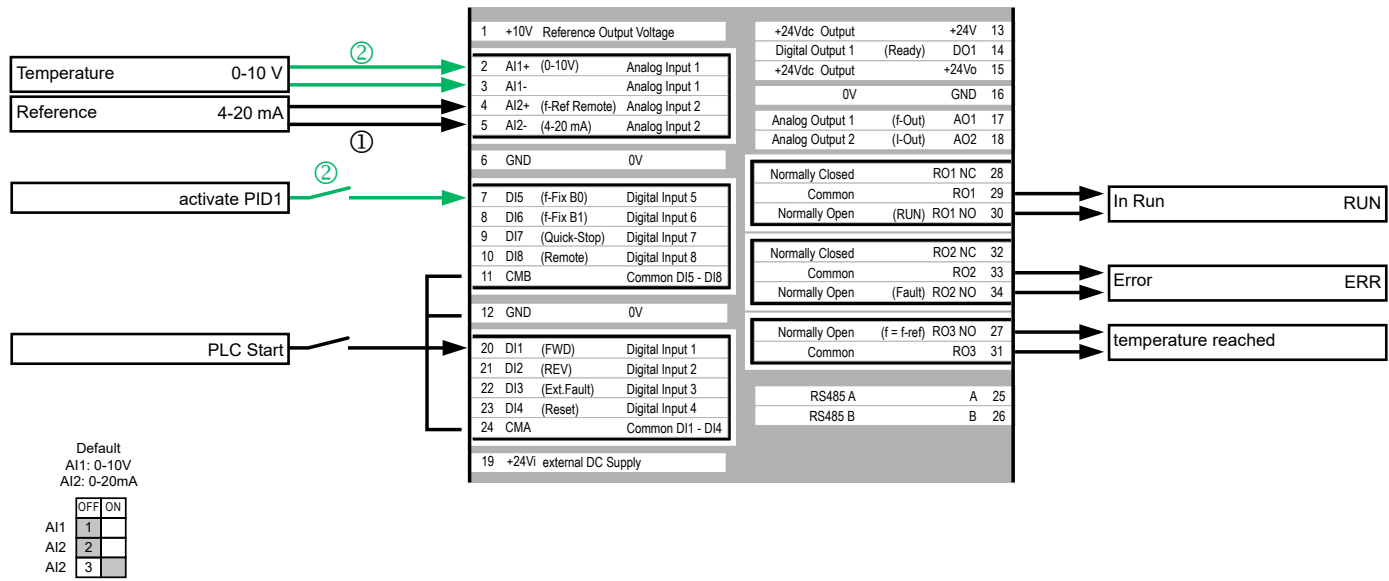 ②
Temperature 0-10 V
Reference 4-20 mA
①
②
activate PID1
PLC Start
Default
AI1: 0-10V
AI2: 0-20mA
OFF ON
AI1 1
AI2 2
AI2 3
1 +10V Reference Output Voltage
2 AI1+ (0-10V) Analog Input 1
3 AI1- Analog Input 1
4 AI2+ (f-Ref Remote) Analog Input 2
5 AI2- (4-20 mA) Analog Input 2
6 GND 0V
7 DI5 (f-Fix B0) Digital Input 5
8 DI6 (f-Fix B1) Digital Input 6
9 DI7 (Quick-Stop) Digital Input 7
10 DI8 (Remote) Digital Input 8
11 CMB Common DI5 - DI8
12 GND 0V
20 DI1 (FWD) Digital Input 1
21 DI2 (REV) Digital Input 2
22 DI3 (Ext.Fault) Digital Input 3
23 DI4 (Reset) Digital Input 4
24 CMA Common DI1 - DI4
19 +24Vi external DC Supply
+24Vdc Output +24V 13
Digital Output 1 (Ready) DO1 14
+24Vdc Output +24Vo 15
0V GND 16
Analog Output 1 (f-Out) AO1 17
Analog Output 2 (I-Out) AO2 18
Normally Closed RO1 NC 28
Common RO1 29
Normally Open (RUN) RO1 NO 30
Normally Closed RO2 NC 32
Common RO2 33
Normally Open (Fault) RO2 NO 34
Normally Open (f = f-ref) RO3 NO 27
Common RO3 31
RS485 A A 25
RS485 B B 26
In Run RUN
Error ERR
temperature reached